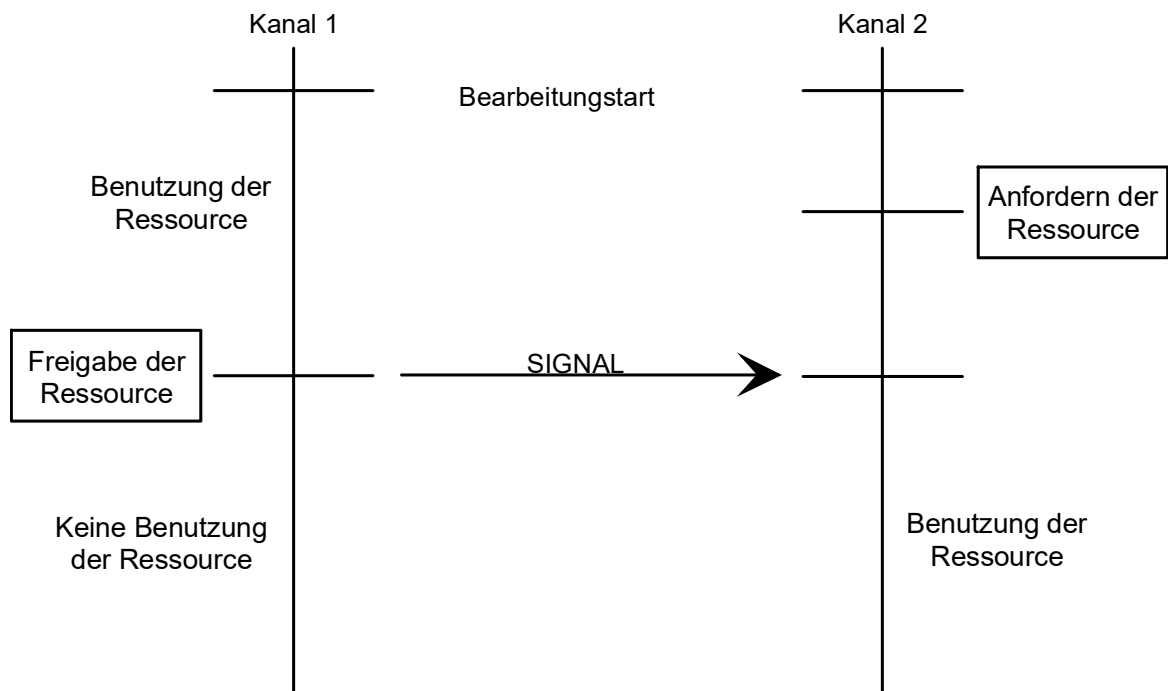 Kanal 1
Kanal 2
Bearbeitungstart
Benutzung der
Ressource
Anfordern der
Ressource
Freigabe der
Ressource
SIGNAL
Keine Benutzung
der Ressource
Benutzung der
Ressource